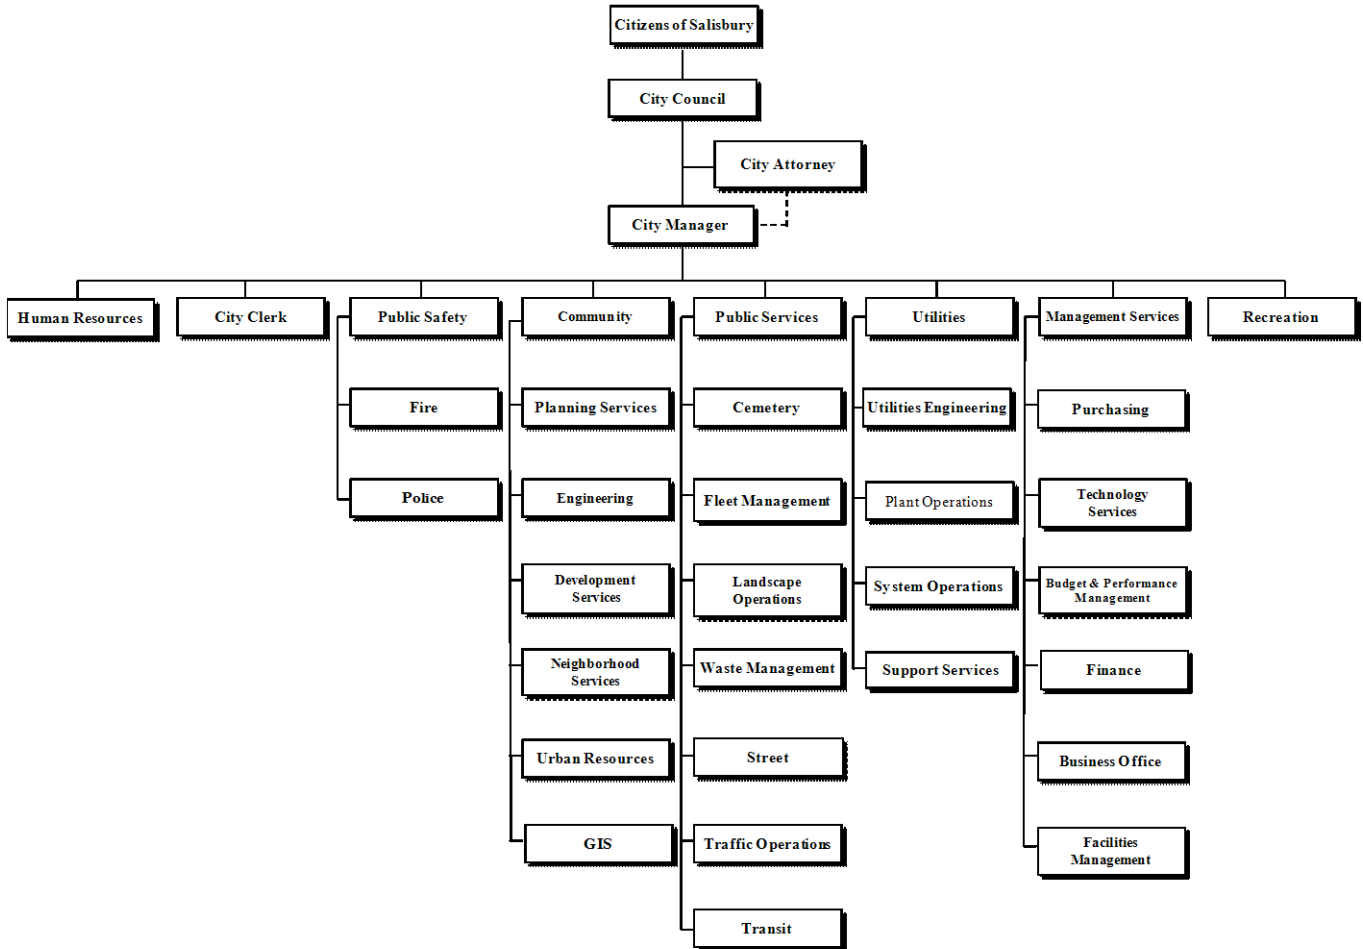 Citizens of Salisbury
City Council
City Attorney
City Manager
Human Resources
City Clerk
Public Safety
Community
Public Services
Utilities
Management Services
Recreation
Fire
Planning Services
Cemetery
Utilities Engineering
Purchasing
Police
Engineering
Fleet Management
Plant Operations
Technology
Services
Development
Services
Landscape
Operations
System Operations
Budget & Performance
Management
Neighborhood
Services
Waste Management
Support Services
Finance
Urban Resources
Street
Business Office
GIS
Traffic Operations
Facilities
Management
Transit